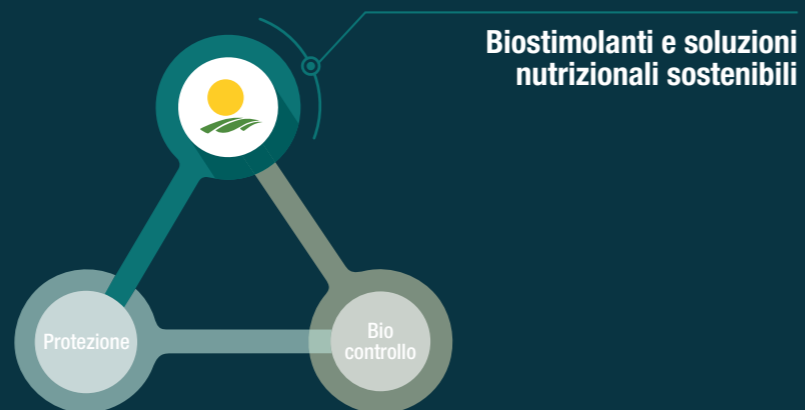 Biostimolanti e soluzioni
nutrizionali sostenibili
Protezione
Bio
controllo